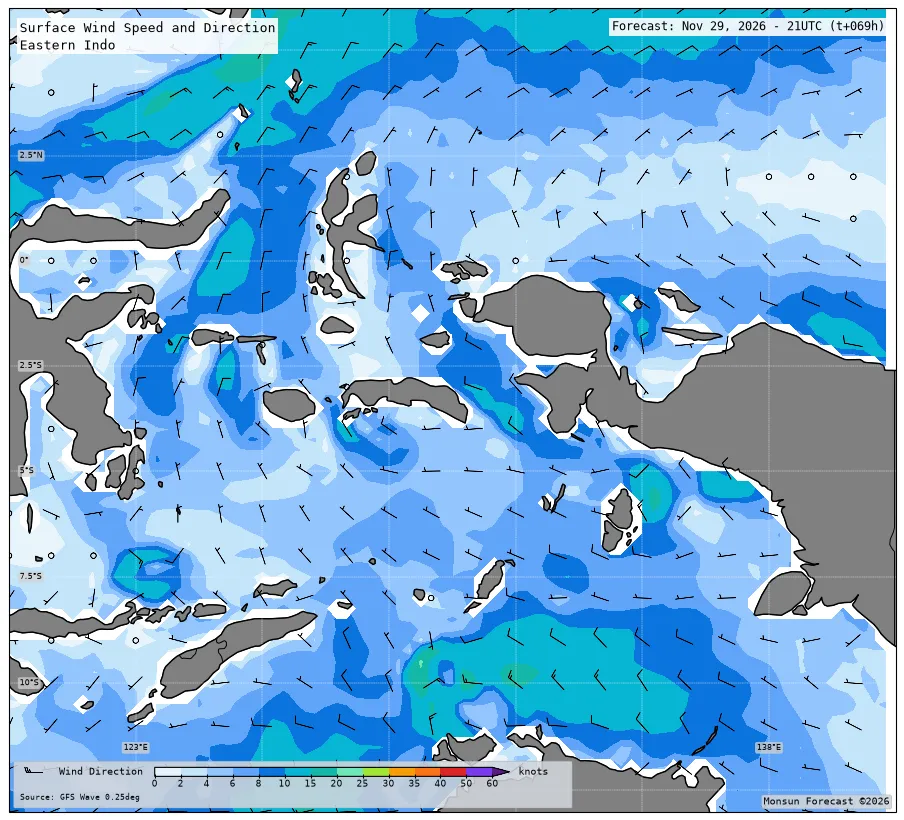 Surface Wind Speed and Direction
Eastern Indo
Forecast: Nov 29, 2026 - 21UTC (t+069h)
2.5°N
0°
2.5°S
5°S
7.5°S
10°S
123°E
138°E
Wind Direction
knots
0 2 4 6 8 10 15 20 25 30 35 40 50 60
Source: GFS Wave 0.25deg
Monsun Forecast ©2026